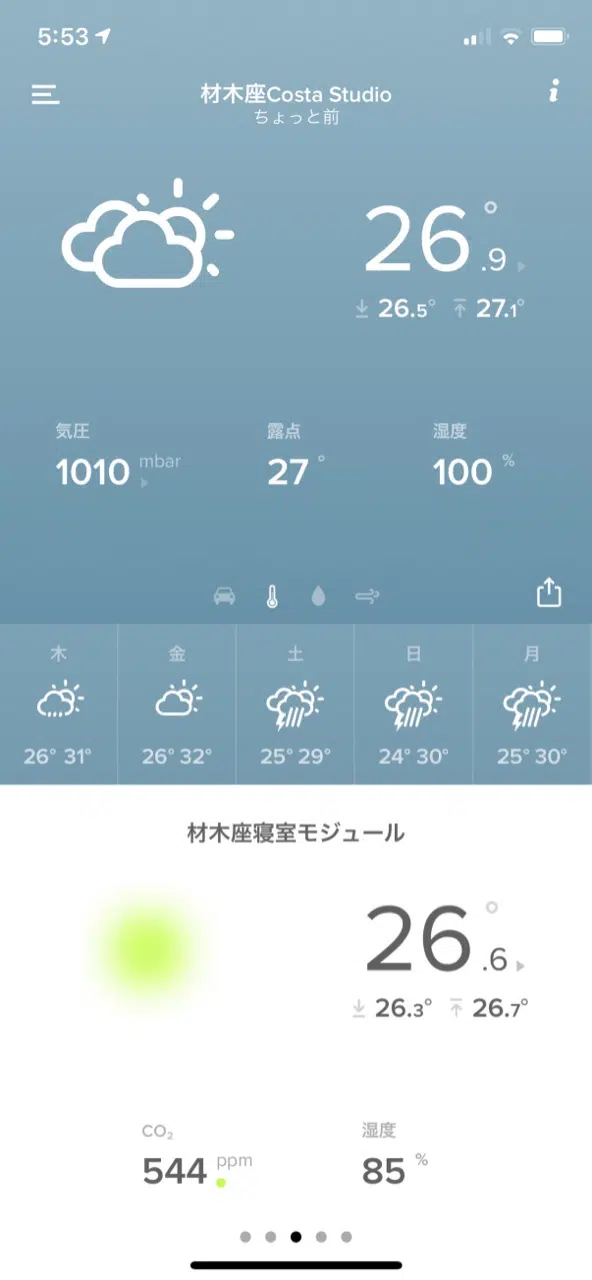 5:53
材木座Costa Studio
ちょっと前
i
26.9°
26.5° 27.1°
気圧 露点 湿度
1010 mbar 27° 100%
木 金 土 日 月
26° 31° 26° 32° 25° 29° 24° 30° 25° 30°
材木座寝室モジュール
26.6°
26.3° 26.7°
CO₂ 湿度
544 ppm 85%